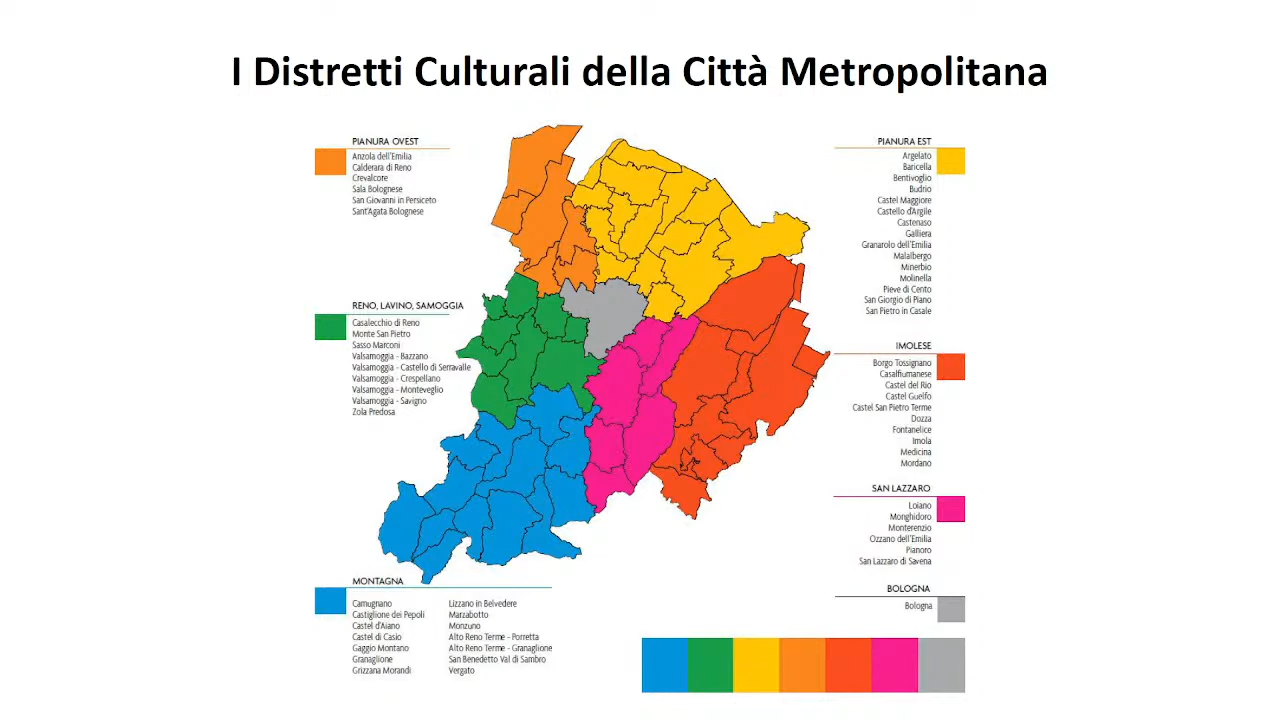 I Distretti Culturali della Città Metropolitana
PIANURA OVEST
Anzola dell'Emilia
Calderara di Reno
Crevalcore
Sala Bolognese
San Giovanni in Persiceto
Sant'Agata Bolognese
RENO, LAVINO, SAMOGGIA
Casalecchio di Reno
Monte San Pietro
Sasso Marconi
Valsamoggia - Bazzano
Valsamoggia - Castello di Serravalle
Valsamoggia - Crespellano
Valsamoggia - Monteveglio
Valsamoggia - Savigno
Zola Predosa
MONTAGNA
Camugnano
Castiglione dei Pepoli
Castel d'Aiano
Castel di Casio
Gaggio Montano
Granaglione
Grizzana Morandi
Lizzano in Belvedere
Marzabotto
Monzuno
Alto Reno Terme - Porretta
Alto Reno Terme - Granaglione
San Benedetto Val di Sambro
Vergato
PIANURA EST
Argelato
Baricella
Bentivoglio
Budrio
Castel Maggiore
Castello d'Argile
Castenaso
Galliera
Granarolo dell'Emilia
Malalbergo
Minerbio
Molinella
Pieve di Cento
San Giorgio di Piano
San Pietro in Casale
IMOLESE
Borgo Tossignano
Casalfiumanese
Castel del Rio
Castel Guelfo
Castel San Pietro Terme
Dozza
Fontanelice
Imola
Medicina
Mordano
SAN LAZZARO
Loiano
Monghidoro
Monterenzio
Ozzano dell'Emilia
Pianoro
San Lazzaro di Savena
BOLOGNA
Bologna